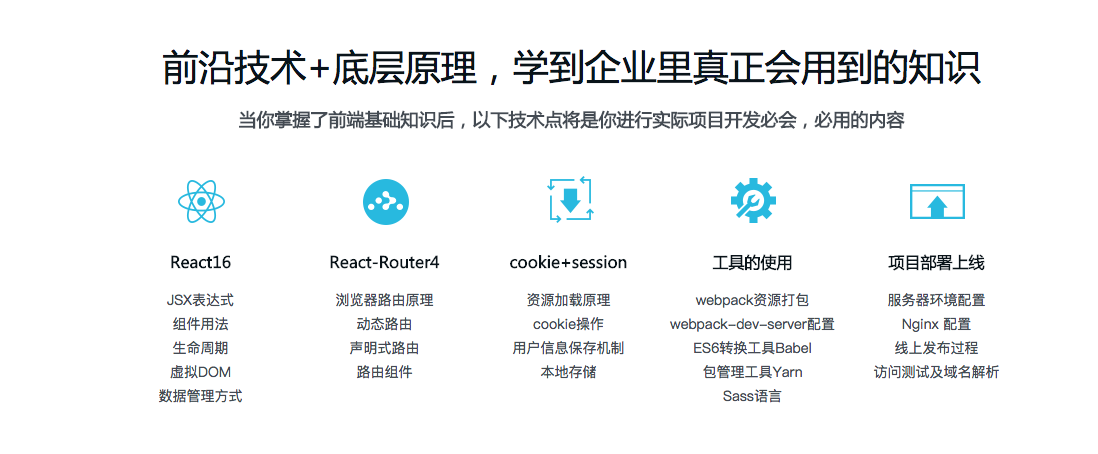 前沿技术+底层原理，学到企业里真正会用到的知识
当你掌握了前端基础知识后，以下技术点将是你进行实际项目开发必会，必用的内容
React16
JSX表达式
组件用法
生命周期
虚拟DOM
数据管理方式
React-Router4
浏览器路由原理
动态路由
声明式路由
路由组件
cookie+session
资源加载原理
cookie操作
用户信息保存机制
本地存储
工具的使用
webpack资源打包
webpack-dev-server配置
ES6转换工具Babel
包管理工具Yarn
Sass语言
项目部署上线
服务器环境配置
Nginx 配置
线上发布过程
访问测试及域名解析